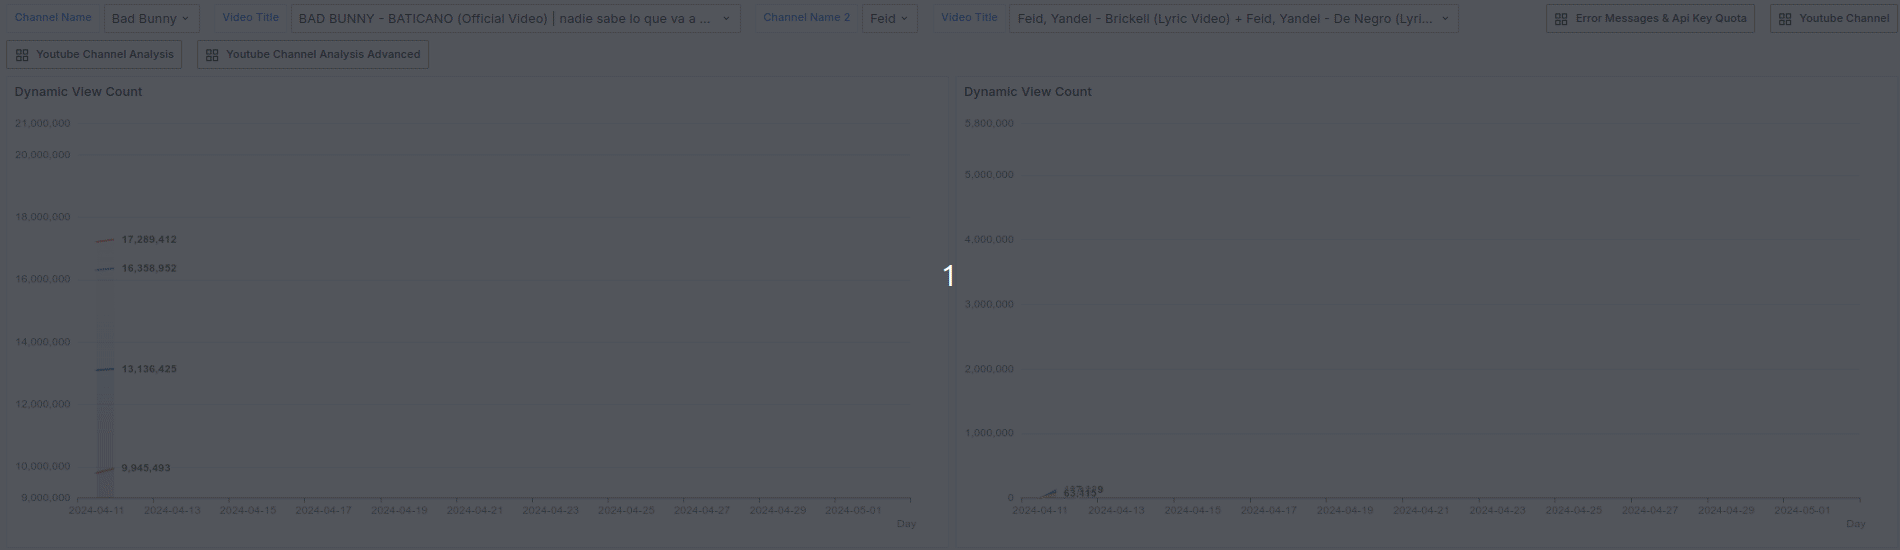 Channel Name Bad Bunny Video Title BAD BUNNY - BATICANO (Official Video) | nadie sabe lo que va a ... Channel Name 2 Feid Video Title Feid, Yandel - Brickell (Lyric Video) + Feid, Yandel - De Negro (Lyri... Error Messages & Api Key Quota Youtube Channel
Youtube Channel Analysis Youtube Channel Analysis Advanced
Dynamic View Count
21,000,000
20,000,000
18,000,000
17,289,412
16,358,952
16,000,000
14,000,000
13,136,425
12,000,000
10,000,000
9,945,493
9,000,000
2024-04-11 2024-04-13 2024-04-15 2024-04-17 2024-04-19 2024-04-21 2024-04-23 2024-04-25 2024-04-27 2024-04-29 2024-05-01
Day
1
Dynamic View Count
5,800,000
5,000,000
4,000,000
3,000,000
2,000,000
1,000,000
0
2024-04-11 2024-04-13 2024-04-15 2024-04-17 2024-04-19 2024-04-21 2024-04-23 2024-04-25 2024-04-27 2024-04-29 2024-05-01
Day